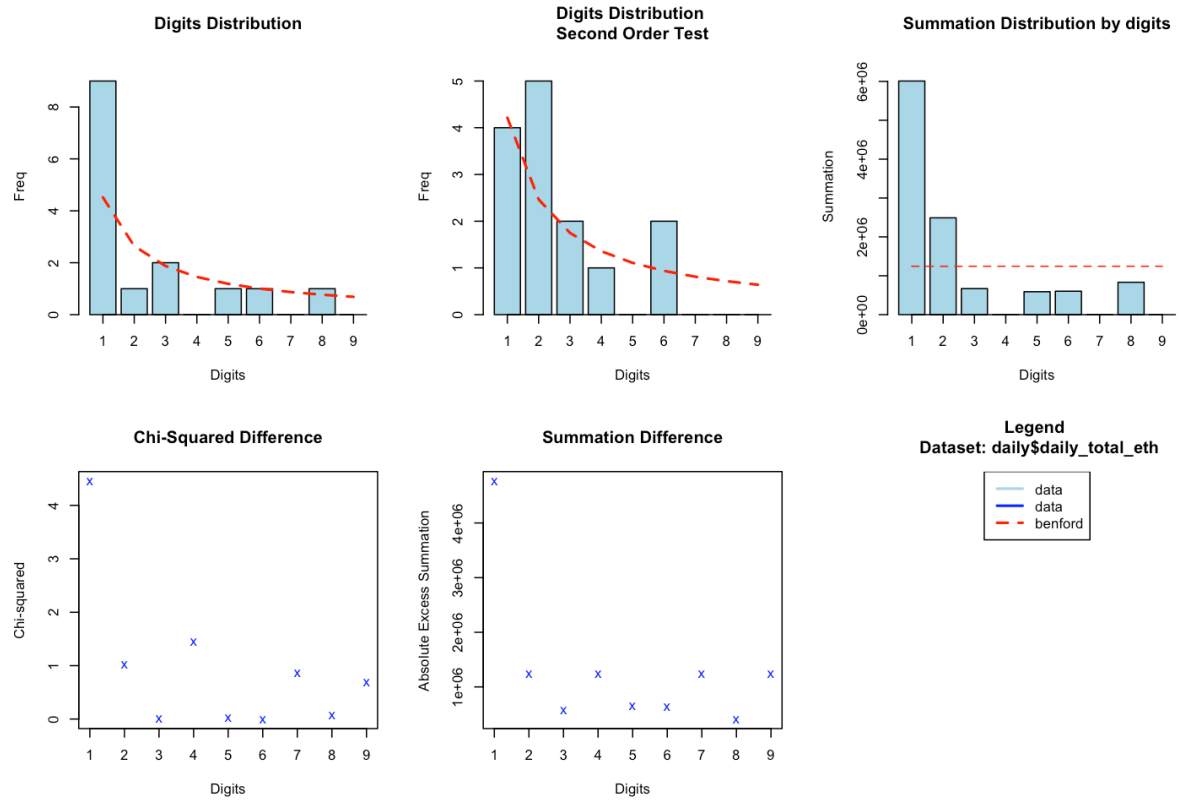 Digits Distribution
Freq
0 2 4 6 8
1 2 3 4 5 6 7 8 9
Digits
Digits Distribution
Second Order Test
Freq
0 1 2 3 4 5
1 2 3 4 5 6 7 8 9
Digits
Summation Distribution by digits
Summation
0e+00 2e+06 4e+06 6e+06
1 2 3 4 5 6 7 8 9
Digits
Chi-Squared Difference
Chi-squared
0 1 2 3 4
1 2 3 4 5 6 7 8 9
Digits
Summation Difference
Absolute Excess Summation
1e+06 2e+06 3e+06 4e+06
1 2 3 4 5 6 7 8 9
Digits
Legend
Dataset: daily$daily_total_eth
data
data
benford